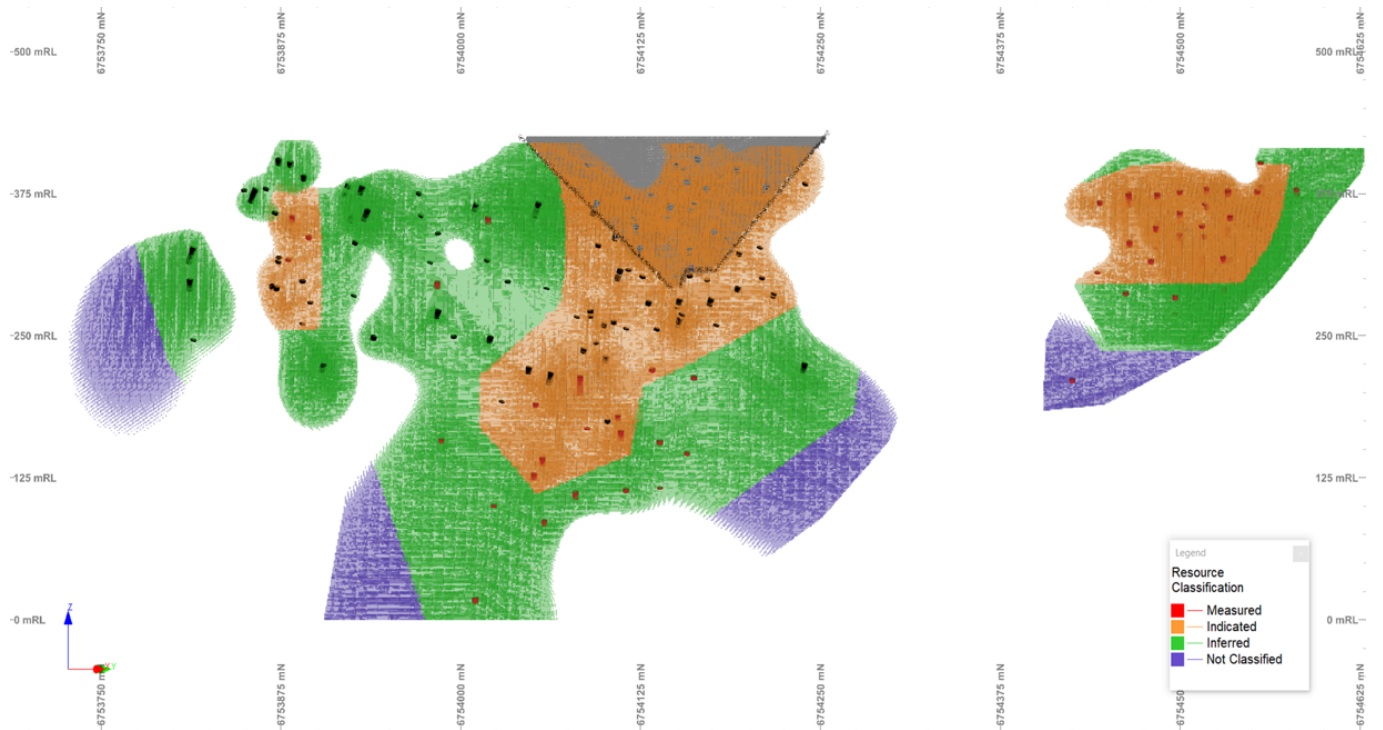 6753750 mN
6753875 mN
6754000 mN
6754125 mN
6754250 mN
6754375 mN
6754500 mN
6754625 mN
500 mRL
500 mRL
375 mRL
250 mRL
250 mRL
125 mRL
125 mRL
0 mRL
0 mRL
Legend
Resource
Classification
Measured
Indicated
Inferred
Not Classified
Z
Y
6753750 mN
6753875 mN
6754000 mN
6754125 mN
6754250 mN
6754375 mN
6754625 mN